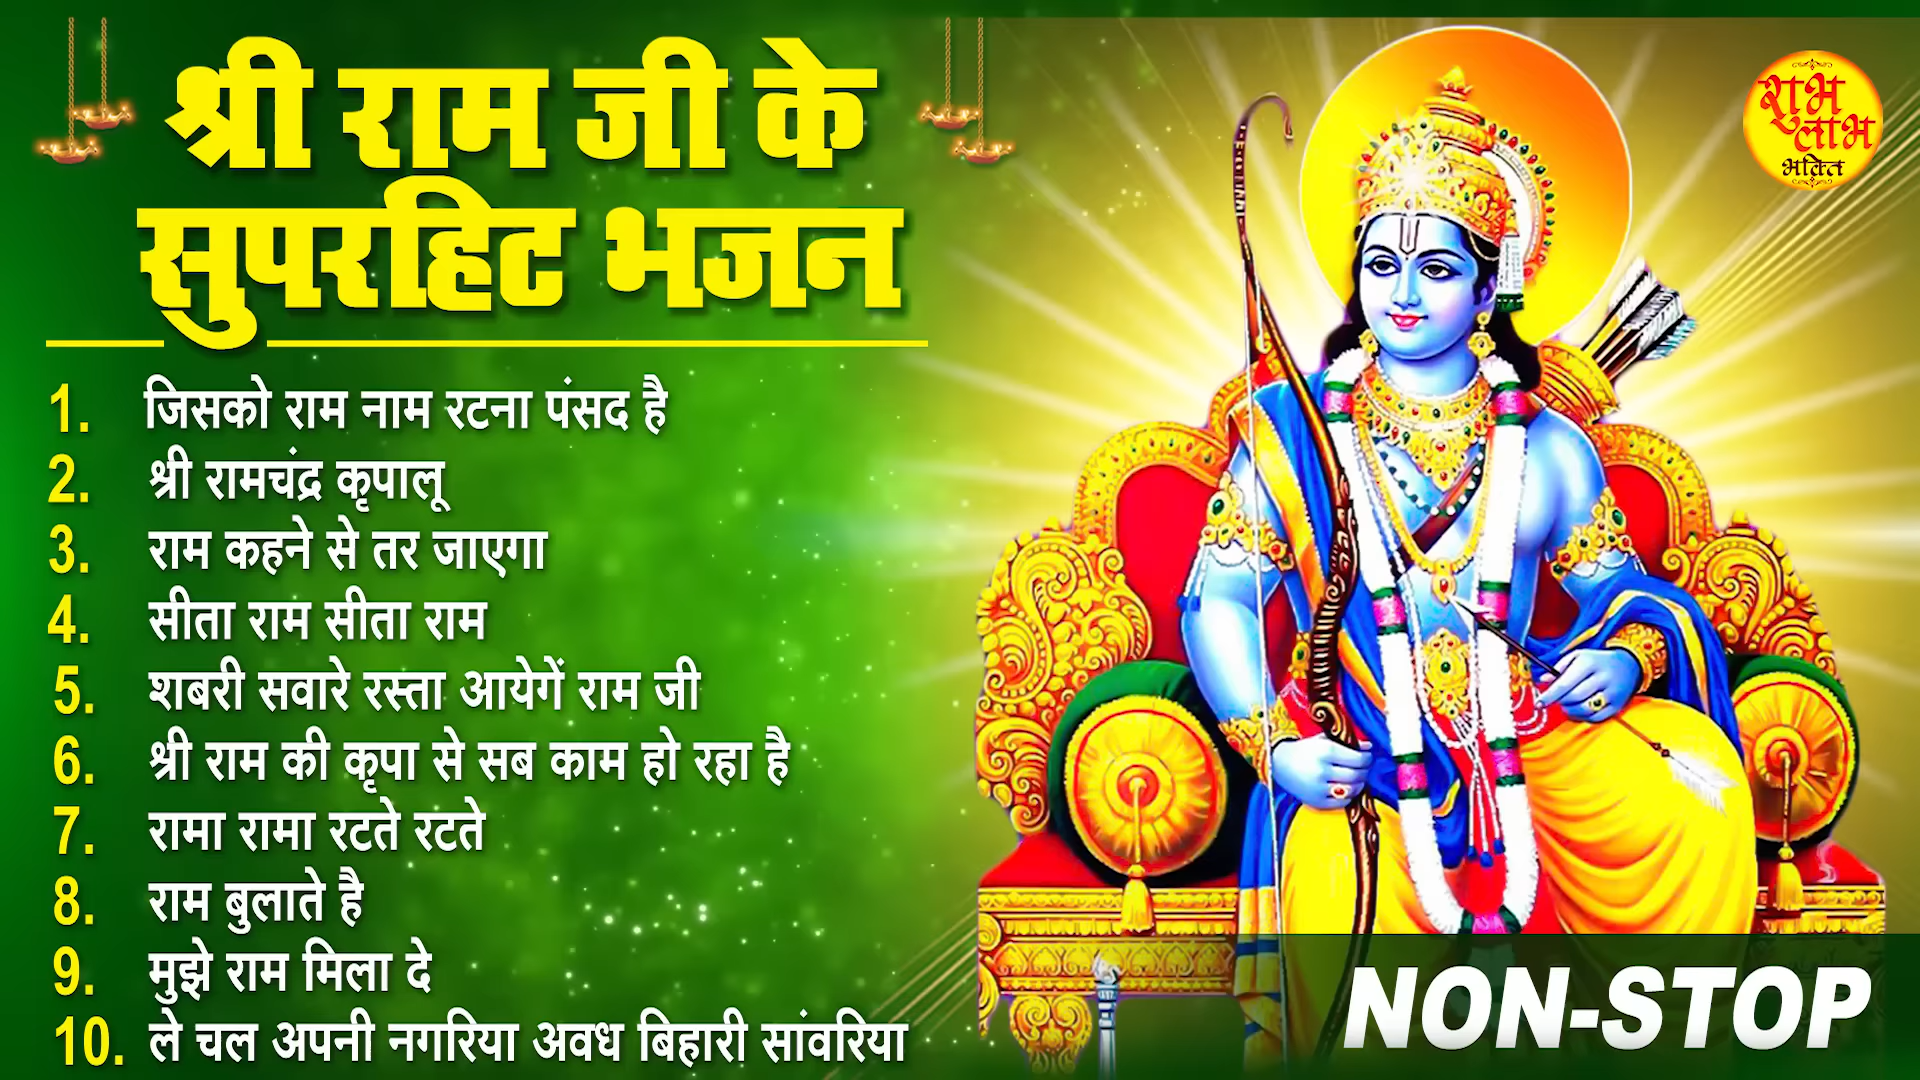 श्री राम जी के
सुपरहिट भजन
1. जिसको राम नाम रटना पंसद है
2. श्री रामचंद्र कृपालू
3. राम कहने से तर जाएगा
4. सीता राम सीता राम
5. शबरी सवारे रस्ता आयेगें राम जी
6. श्री राम की कृपा से सब काम हो रहा है
7. रामा रामा रटते रटते
8. राम बुलाते है
9. मुझे राम मिला दे
10. ले चल अपनी नगरिया अवध बिहारी सांवरिया
शुभ
लाभ
भक्ति
NON-STOP